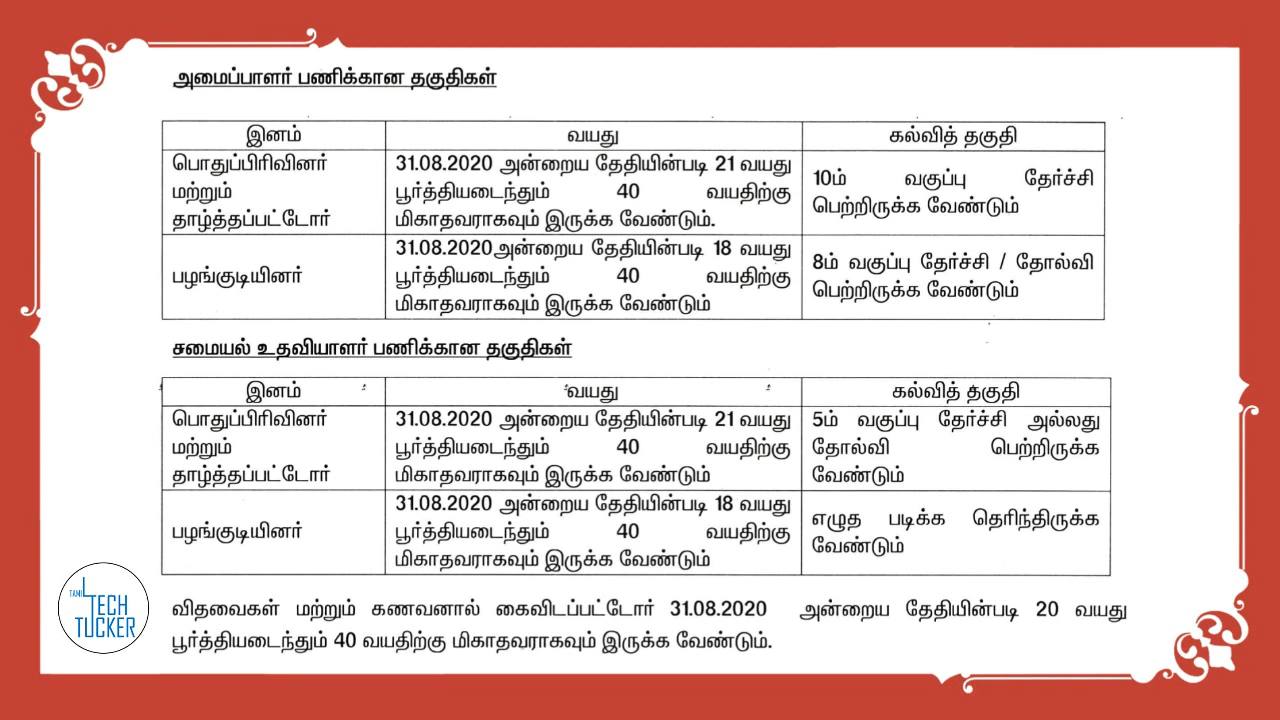 அமைப்பாளர் பணிக்கான தகுதிகள்
இனம் வயது கல்வித் தகுதி
பொதுப்பிரிவினர்
மற்றும்
தாழ்த்தப்பட்டோர்
31.08.2020 அன்றைய தேதியின்படி 21 வயது
பூர்த்தியடைந்தும் 40 வயதிற்கு
மிகாதவராகவும் இருக்க வேண்டும்.
10ம் வகுப்பு தேர்ச்சி
பெற்றிருக்க வேண்டும்
பழங்குடியினர்
31.08.2020அன்றைய தேதியின்படி 18 வயது
பூர்த்தியடைந்தும் 40 வயதிற்கு
மிகாதவராகவும் இருக்க வேண்டும்
8ம் வகுப்பு தேர்ச்சி / தோல்வி
பெற்றிருக்க வேண்டும்
சமையல் உதவியாளர் பணிக்கான தகுதிகள்
இனம் வயது கல்வித் தகுதி
பொதுப்பிரிவினர்
மற்றும்
தாழ்த்தப்பட்டோர்
31.08.2020 அன்றைய தேதியின்படி 21 வயது
பூர்த்தியடைந்தும் 40 வயதிற்கு
மிகாதவராகவும் இருக்க வேண்டும்
5ம் வகுப்பு தேர்ச்சி அல்லது
தோல்வி பெற்றிருக்க
வேண்டும்
பழங்குடியினர்
31.08.2020 அன்றைய தேதியின்படி 18 வயது
பூர்த்தியடைந்தும் 40 வயதிற்கு
மிகாதவராகவும் இருக்க வேண்டும்
எழுத படிக்க தெரிந்திருக்க
வேண்டும்
விதவைகள் மற்றும் கணவனால் கைவிடப்பட்டோர் 31.08.2020 அன்றைய தேதியின்படி 20 வயது
பூர்த்தியடைந்தும் 40 வயதிற்கு மிகாதவராகவும் இருக்க வேண்டும்.
TAMIL
TECH
TUCKER